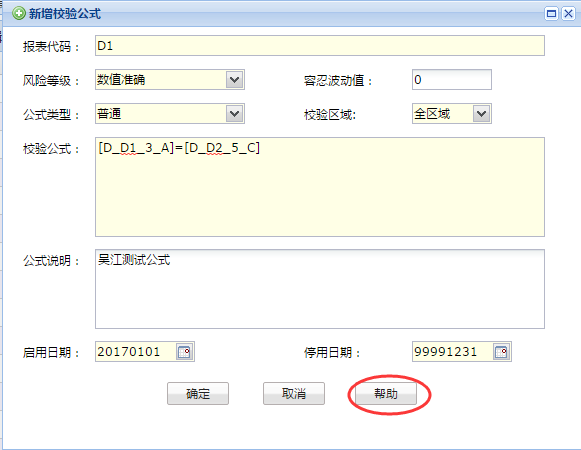 新增校验公式
报表代码： D1
风险等级： 数值准确 容忍波动值： 0
公式类型： 普通 校验区域: 全区域
校验公式： [D_D1_3_A]=[D_D2_5_C]
公式说明： 吴江测试公式
启用日期： 20170101 停用日期： 99991231
确定 取消 帮助